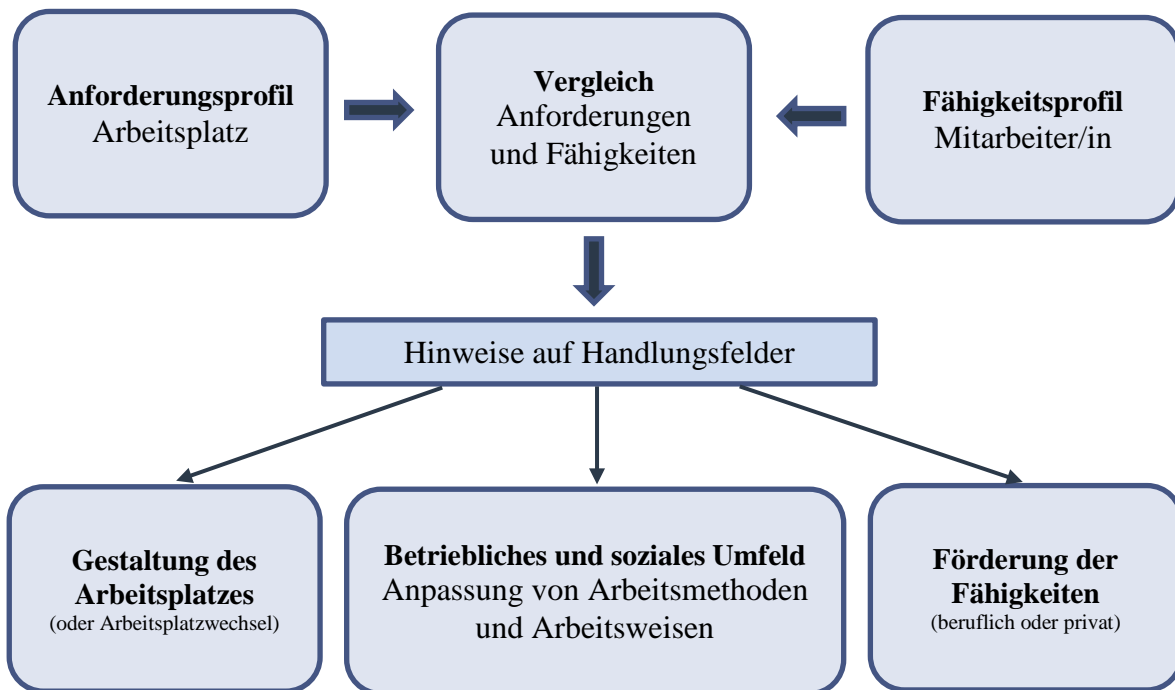 Anforderungsprofil
Arbeitsplatz
Vergleich
Anforderungen
und Fähigkeiten
Fähigkeitsprofil
Mitarbeiter/in
Hinweise auf Handlungsfelder
Gestaltung des
Arbeitsplatzes
(oder Arbeitsplatzwechsel)
Betriebliches und soziales Umfeld
Anpassung von Arbeitsmethoden
und Arbeitsweisen
Förderung der
Fähigkeiten
(beruflich oder privat)